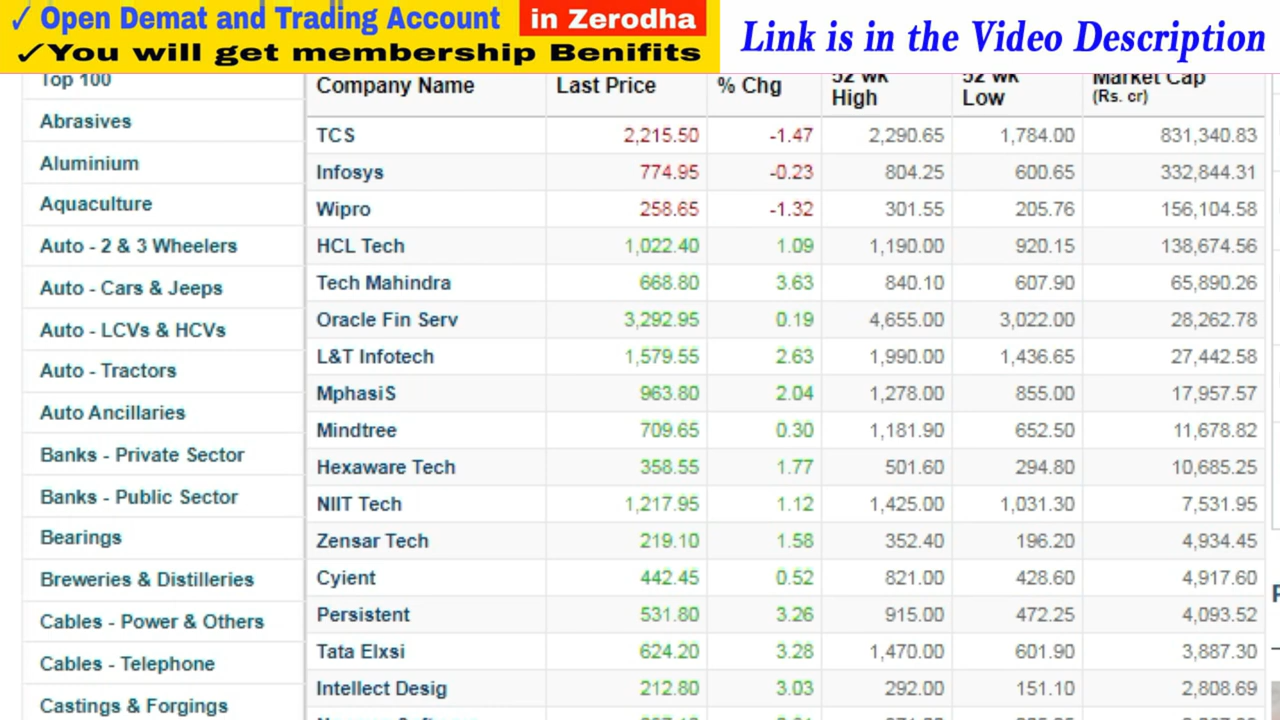 ✓ Open Demat and Trading Account in Zerodha
✓You will get membership Benifits
Link is in the Video Description
Top 100
Abrasives
Aluminium
Aquaculture
Auto - 2 & 3 Wheelers
Auto - Cars & Jeeps
Auto - LCVs & HCVs
Auto - Tractors
Auto Ancillaries
Banks - Private Sector
Banks - Public Sector
Bearings
Breweries & Distilleries
Cables - Power & Others
Cables - Telephone
Castings & Forgings
Company Name Last Price % Chg 52 wk High 52 wk Low Market Cap (Rs. cr)
TCS 2,215.50 -1.47 2,290.65 1,784.00 831,340.83
Infosys 774.95 -0.23 804.25 600.65 332,844.31
Wipro 258.65 -1.32 301.55 205.76 156,104.58
HCL Tech 1,022.40 1.09 1,190.00 920.15 138,674.56
Tech Mahindra 668.80 3.63 840.10 607.90 65,890.26
Oracle Fin Serv 3,292.95 0.19 4,655.00 3,022.00 28,262.78
L&T Infotech 1,579.55 2.63 1,990.00 1,436.65 27,442.58
MphasiS 963.80 2.04 1,278.00 855.00 17,957.57
Mindtree 709.65 0.30 1,181.90 652.50 11,678.82
Hexaware Tech 358.55 1.77 501.60 294.80 10,685.25
NIIT Tech 1,217.95 1.12 1,425.00 1,031.30 7,531.95
Zensar Tech 219.10 1.58 352.40 196.20 4,934.45
Cyient 442.45 0.52 821.00 428.60 4,917.60
Persistent 531.80 3.26 915.00 472.25 4,093.52
Tata Elxsi 624.20 3.28 1,470.00 601.90 3,887.30
Intellect Desig 212.80 3.03 292.00 151.10 2,808.69